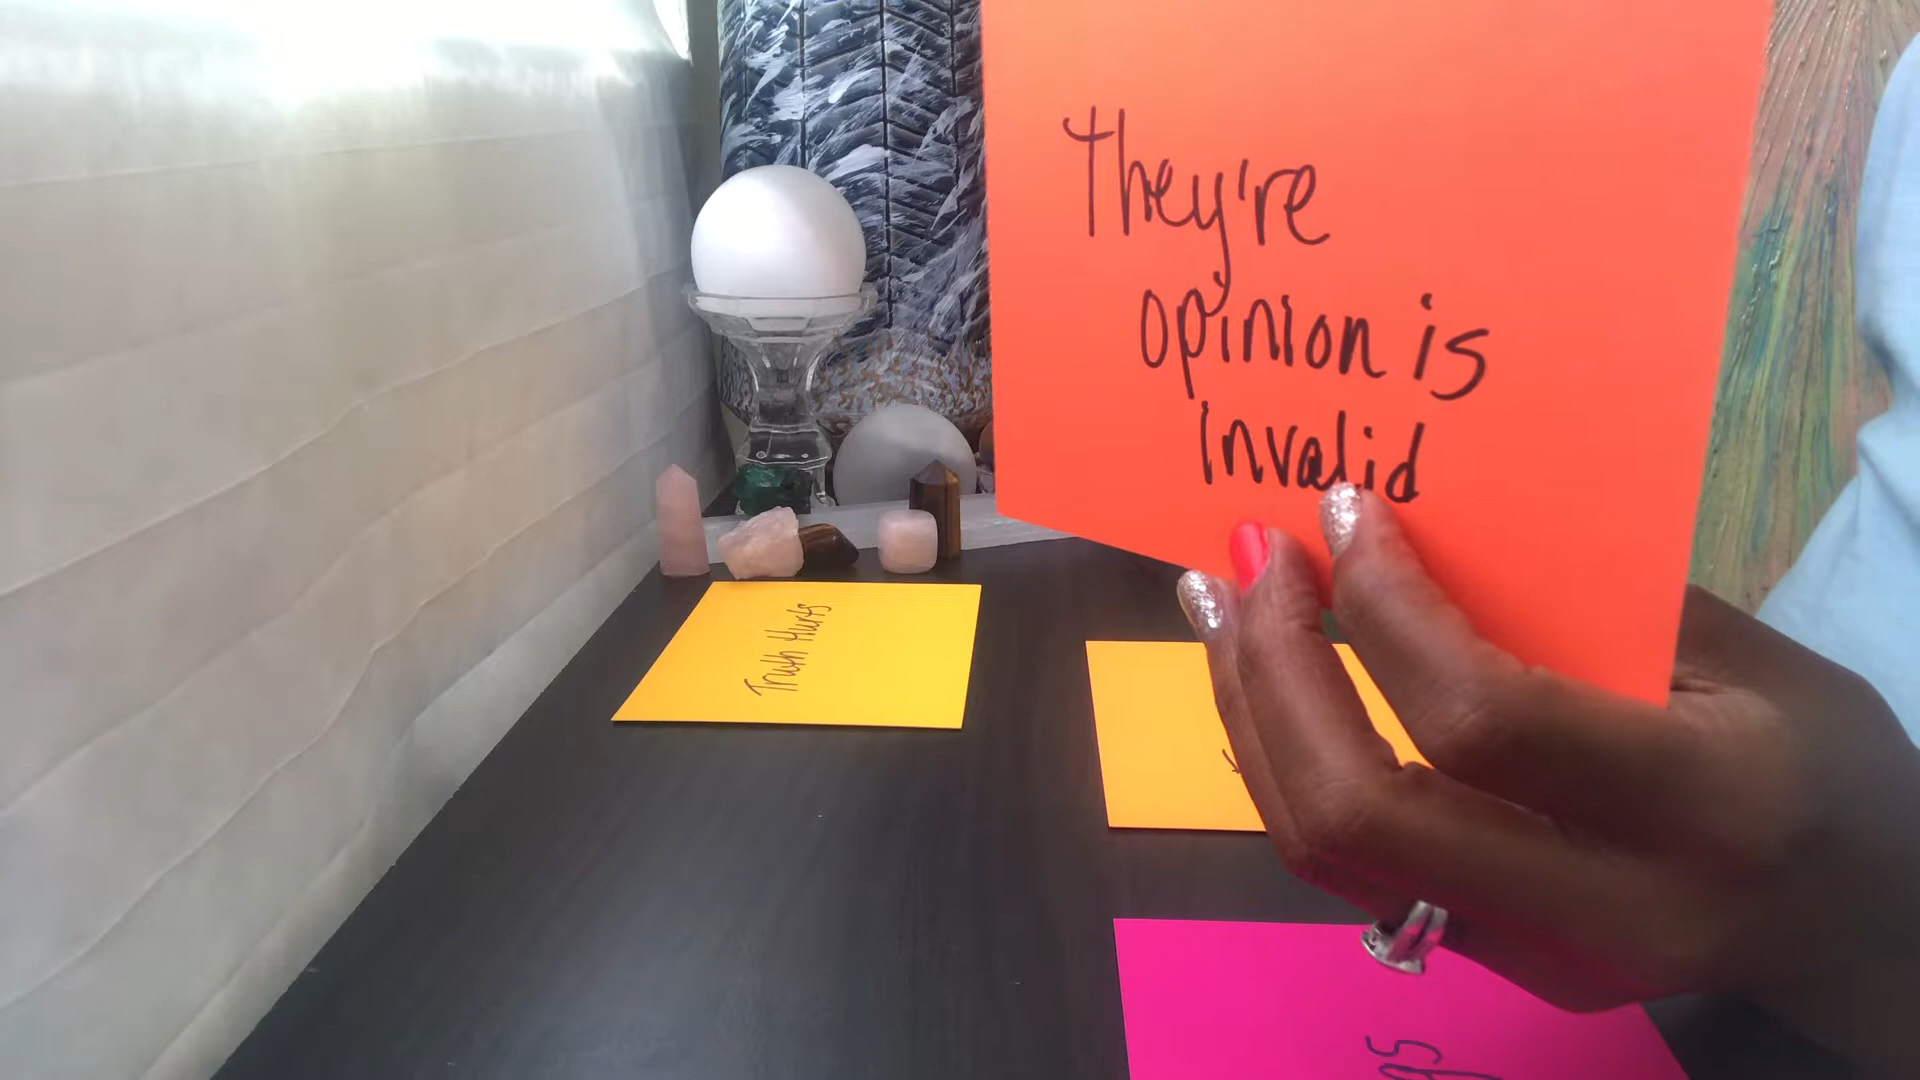 They're
opinion is
invalid
Truth Hurts